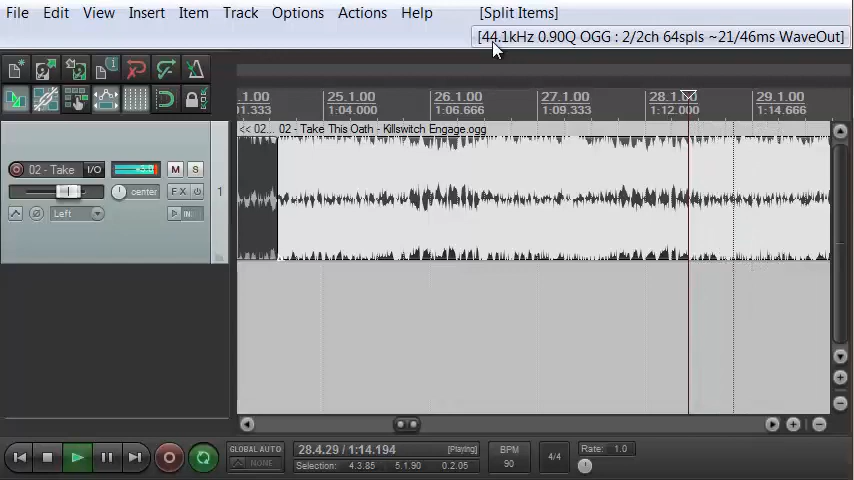 File Edit View Insert Item Track Options Actions Help [Split Items]
[44.1kHz 0.90Q OGG : 2/2ch 64spls ~21/46ms WaveOut]
.1.00 25.1.00 26.1.00 27.1.00 28.1.00 29.1.00
01.333 1:04.000 1:06.666 1:09.333 1:12.000 1:14.666
<< 02... 02 - Take This Oath - Killswitch Engage.ogg
02 - Take I/O -5.0 M S
center FX 1
Left IN
GLOBAL AUTO
NONE
28.4.29 / 1:14.194 [Playing]
Selection: 4.3.85 5.1.90 0.2.05
BPM
90
4/4
Rate: 1.0